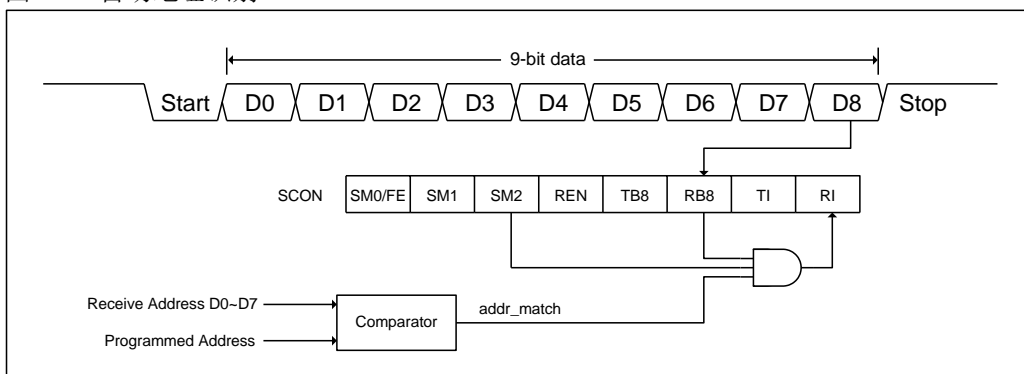 9-bit data
Start D0 D1 D2 D3 D4 D5 D6 D7 D8 Stop
SCON SM0/FE SM1 SM2 REN TB8 RB8 TI RI
Receive Address D0~D7
Programmed Address
Comparator
addr_match